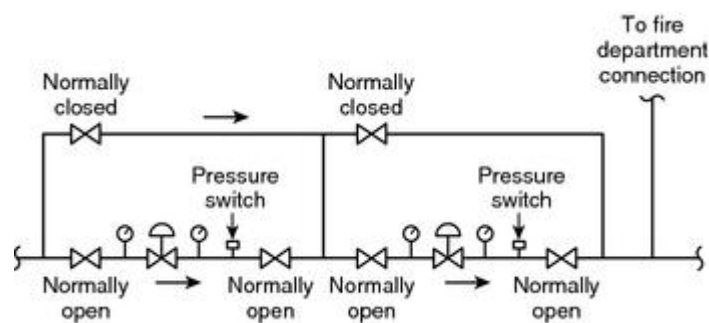 To fire
department
connection
Normally
closed
Normally
closed
Pressure
switch
Pressure
switch
Normally
open
Normally
open
Normally
open
Normally
open